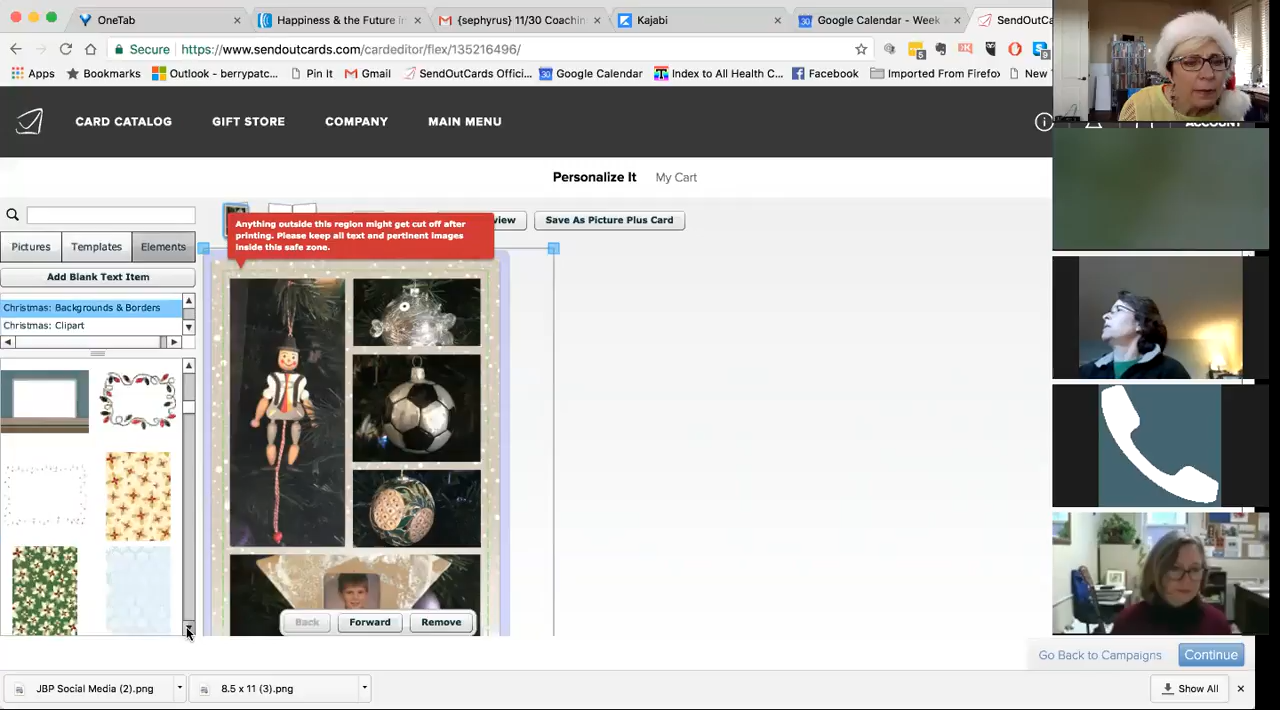 OneTab
Happiness & the Future i
{sephyrus} 11/30 Coachin
Kajabi
Google Calendar - Week
SendOutCa
Secure
https://www.sendoutcards.com/cardeditor/flex/135216496/
5
9
Apps
Bookmarks
Outlook - berrypatc...
Pin It
Gmail
SendOutCards Offici...
Google Calendar
Index to All Health C...
Facebook
Imported From Firefox
New
CARD CATALOG
GIFT STORE
COMPANY
MAIN MENU
ACCOUNT
Personalize It
My Cart
Pictures
Templates
Elements
Add Blank Text Item
Christmas: Backgrounds & Borders
Christmas: Clipart
view
Save As Picture Plus Card
Anything outside this region might get cut off after
printing. Please keep all text and pertinent images
inside this safe zone.
Back
Forward
Remove
Go Back to Campaigns
Continue
JBP Social Media (2).png
8.5 x 11 (3).png
Show All